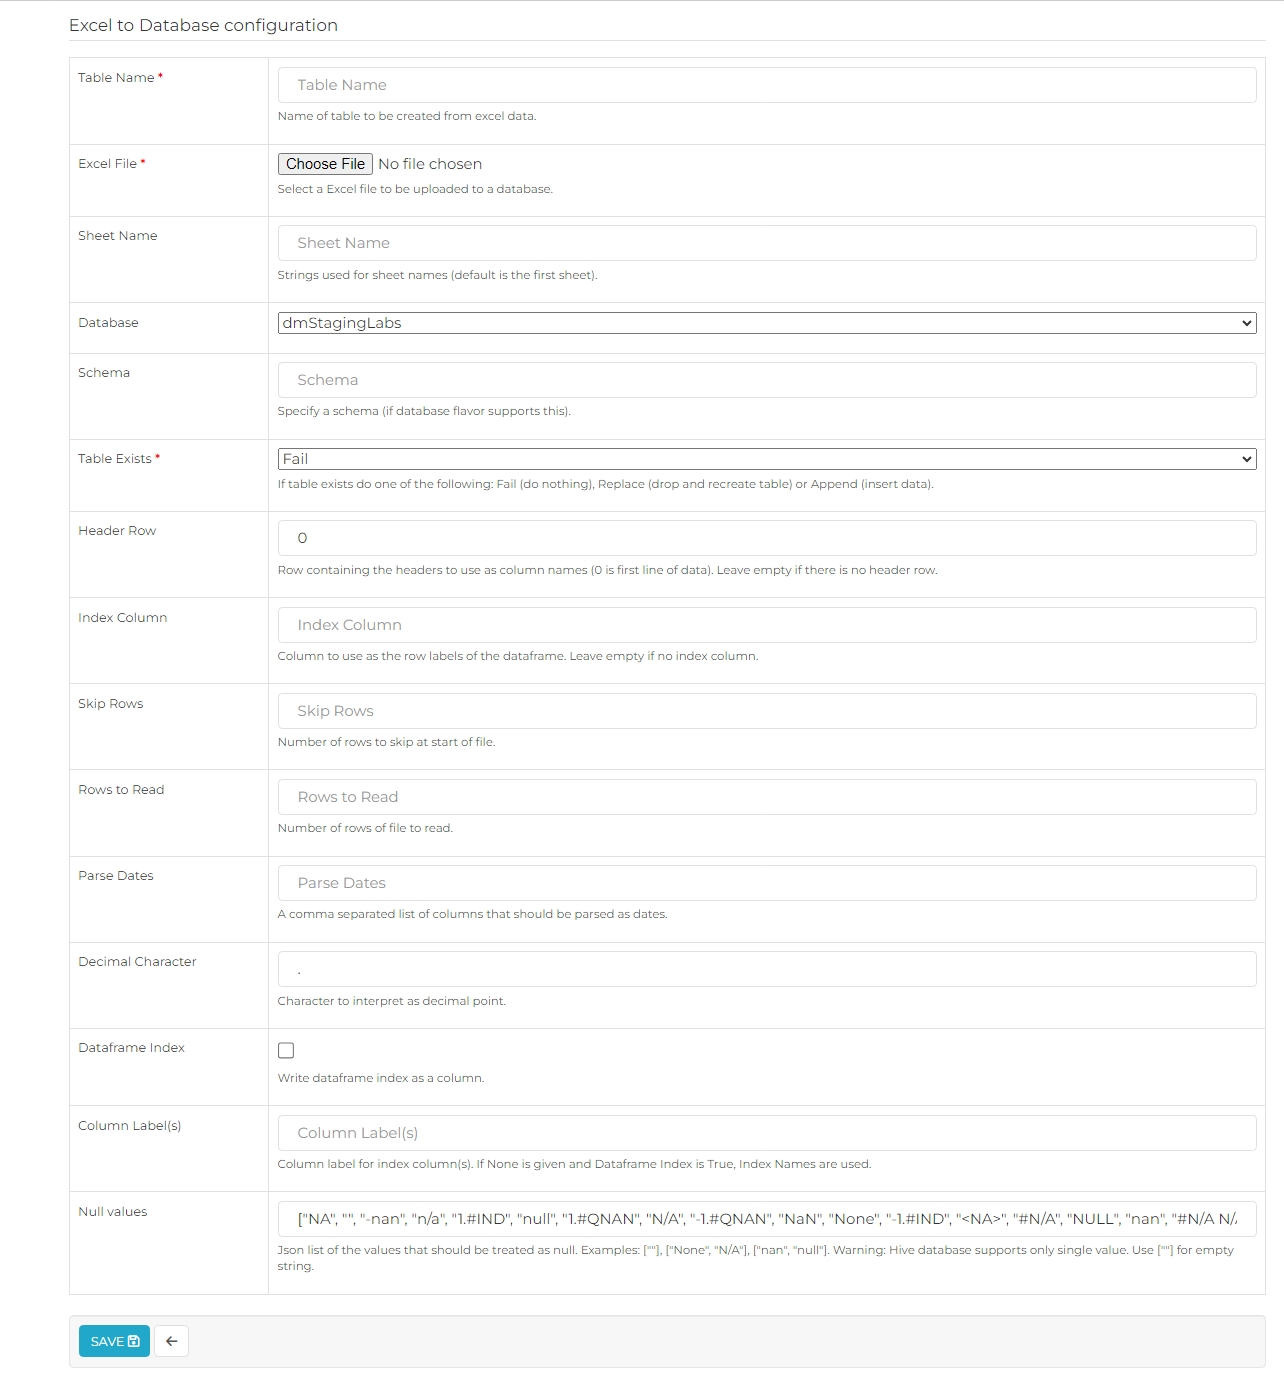 Excel to Database configuration
Table Name *
Table Name
Name of table to be created from excel data.
Excel File *
Choose File No file chosen
Select a Excel file to be uploaded to a database.
Sheet Name
Sheet Name
Strings used for sheet names (default is the first sheet).
Database
dmStagingLabs
Schema
Schema
Specify a schema (if database flavor supports this).
Table Exists *
Fail
If table exists do one of the following: Fail (do nothing), Replace (drop and recreate table) or Append (insert data).
Header Row
0
Row containing the headers to use as column names (0 is first line of data). Leave empty if there is no header row.
Index Column
Index Column
Column to use as the row labels of the dataframe. Leave empty if no index column.
Skip Rows
Skip Rows
Number of rows to skip at start of file.
Rows to Read
Rows to Read
Number of rows of file to read.
Parse Dates
Parse Dates
A comma separated list of columns that should be parsed as dates.
Decimal Character
.
Character to interpret as decimal point.
Dataframe Index
Write dataframe index as a column.
Column Label(s)
Column Label(s)
Column label for index column(s). If None is given and Dataframe Index is True, Index Names are used.
Null values
["NA", "", "-nan", "n/a", "1.#IND", "null", "1.#QNAN", "N/A", "-1.#QNAN", "NaN", "None", "-1.#IND", "<NA>", "#N/A", "NULL", "nan", "#N/A N/
Json list of the values that should be treated as null. Examples: [""], ["None", "N/A"], ["nan", "null"]. Warning: Hive database supports only single value. Use [""] for empty
string.
SAVE